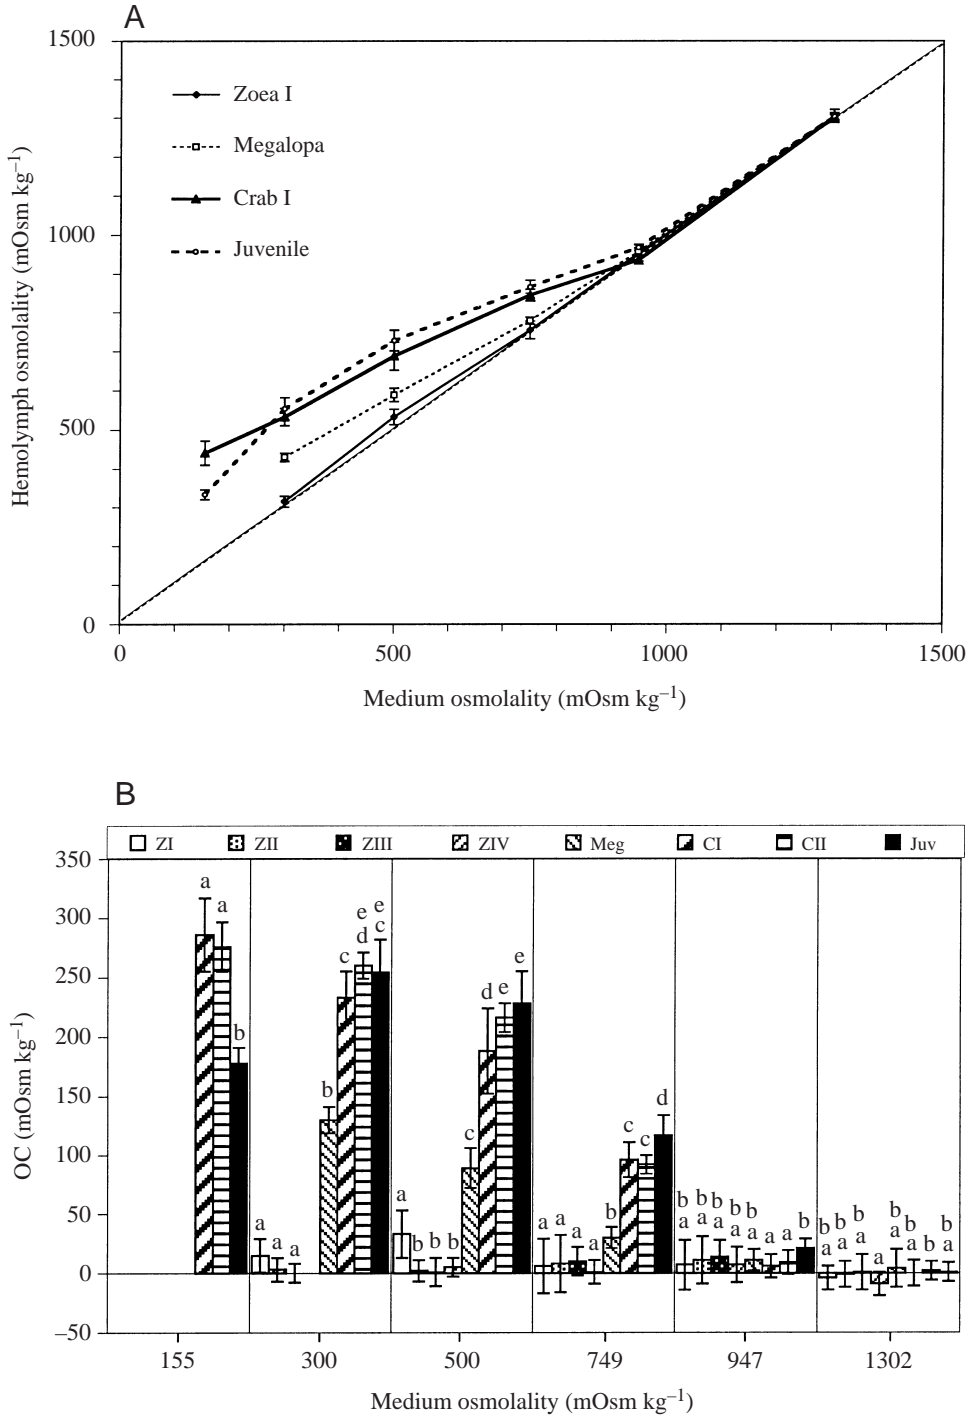 A
1500
1000
500
0
Hemolymph osmolality (mOsm kg–1)
Zoea I
Megalopa
Crab I
Juvenile
0 500 1000 1500
Medium osmolality (mOsm kg–1)
B
ZI ZII ZIII ZIV Meg CI CII Juv
350
300
250
200
150
100
50
0
–50
OC (mOsm kg–1)
a a b
a a a b c e d e c
a b b b c d e e
a a a a b c c d
b a b a b a b a b a a a b
b a b a b a a b a b a b b a
155 300 500 749 947 1302
Medium osmolality (mOsm kg–1)